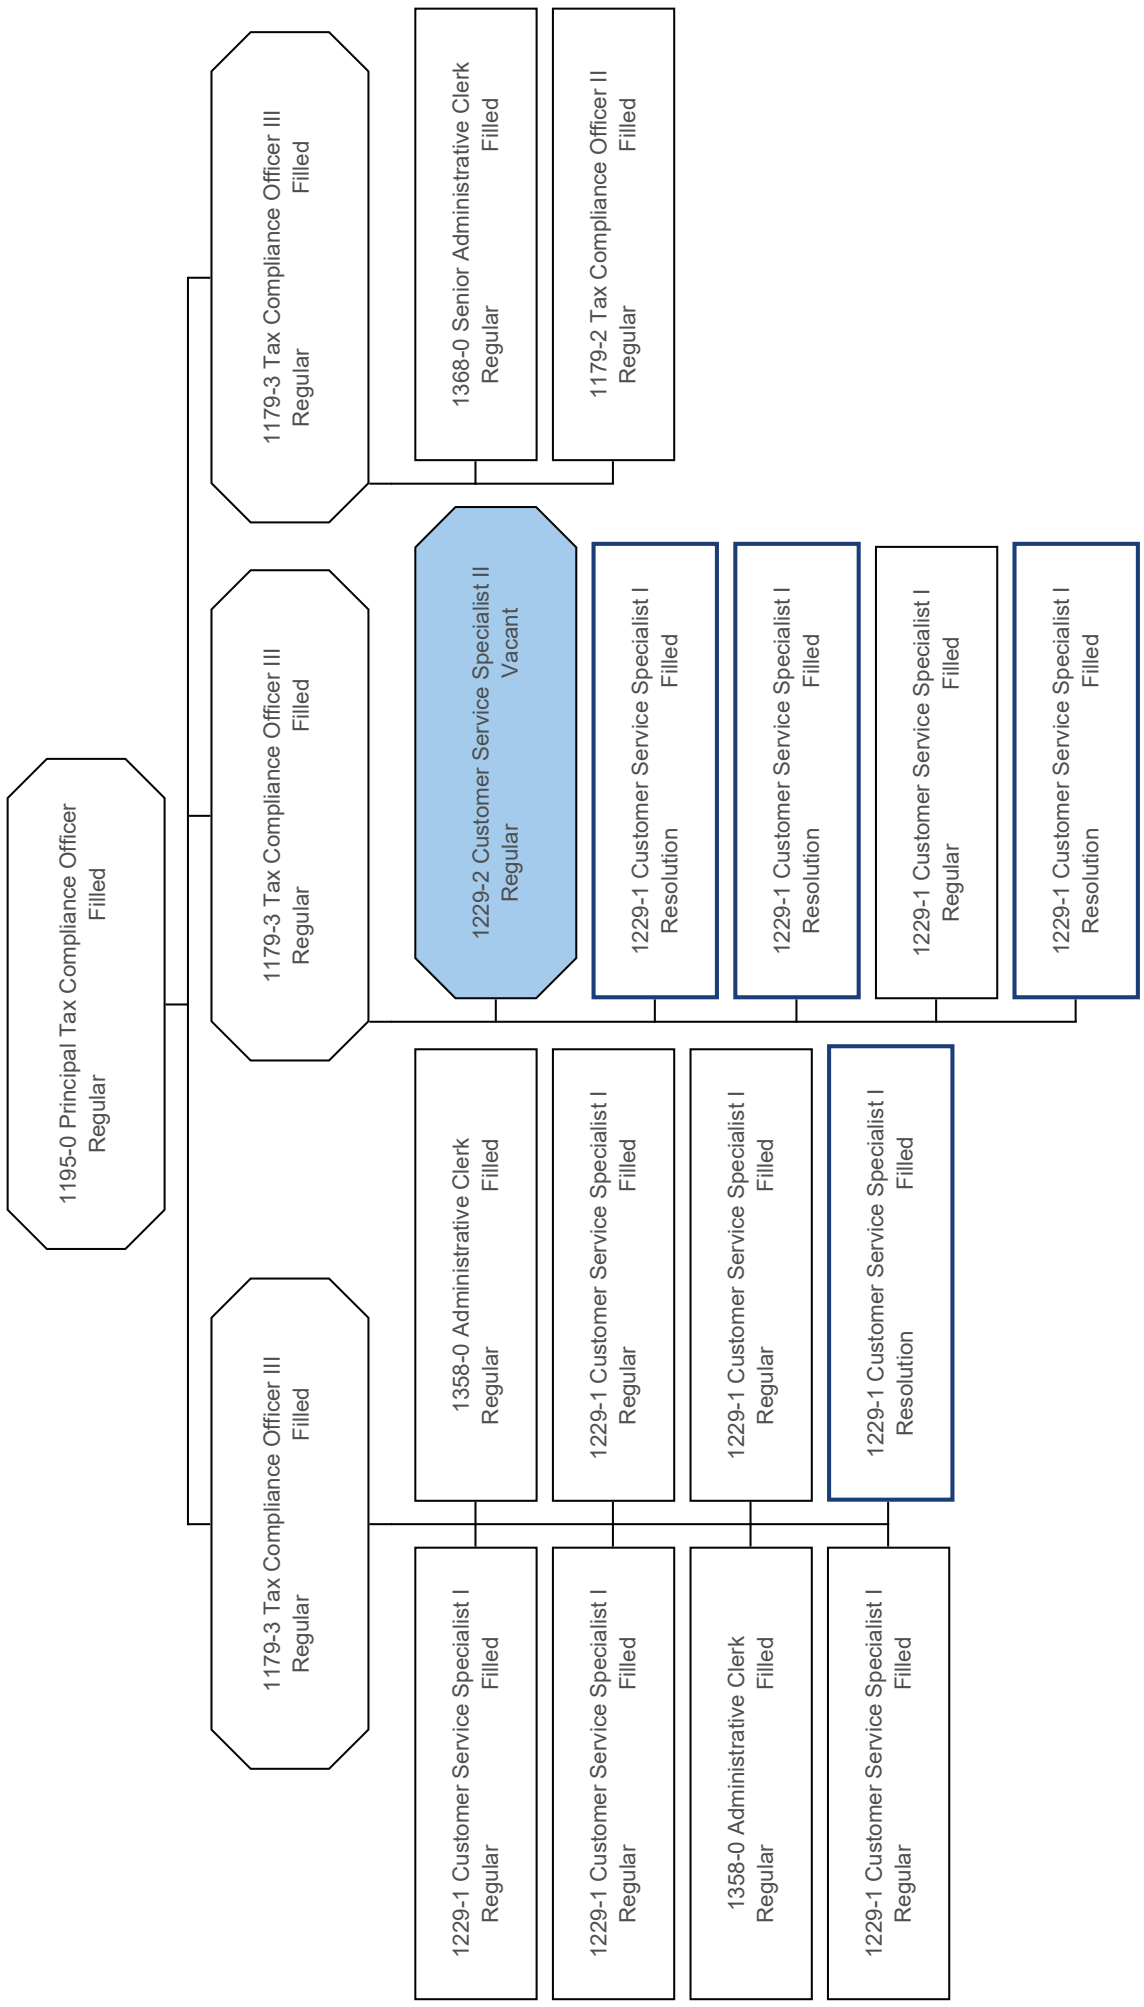 1195-0 Principal Tax Compliance Officer
Regular Filled
1179-3 Tax Compliance Officer III
Regular Filled
1229-1 Customer Service Specialist I
Regular Filled
1358-0 Administrative Clerk
Regular Filled
1229-1 Customer Service Specialist I
Regular Filled
1229-1 Customer Service Specialist I
Regular Filled
1358-0 Administrative Clerk
Regular Filled
1229-1 Customer Service Specialist I
Regular Filled
1229-1 Customer Service Specialist I
Regular Filled
1229-1 Customer Service Specialist I
Resolution Filled
1179-3 Tax Compliance Officer III
Regular Filled
1229-2 Customer Service Specialist II
Regular Vacant
1229-1 Customer Service Specialist I
Resolution Filled
1229-1 Customer Service Specialist I
Resolution Filled
1229-1 Customer Service Specialist I
Regular Filled
1229-1 Customer Service Specialist I
Resolution Filled
1179-3 Tax Compliance Officer III
Regular Filled
1368-0 Senior Administrative Clerk
Regular Filled
1179-2 Tax Compliance Officer II
Regular Filled